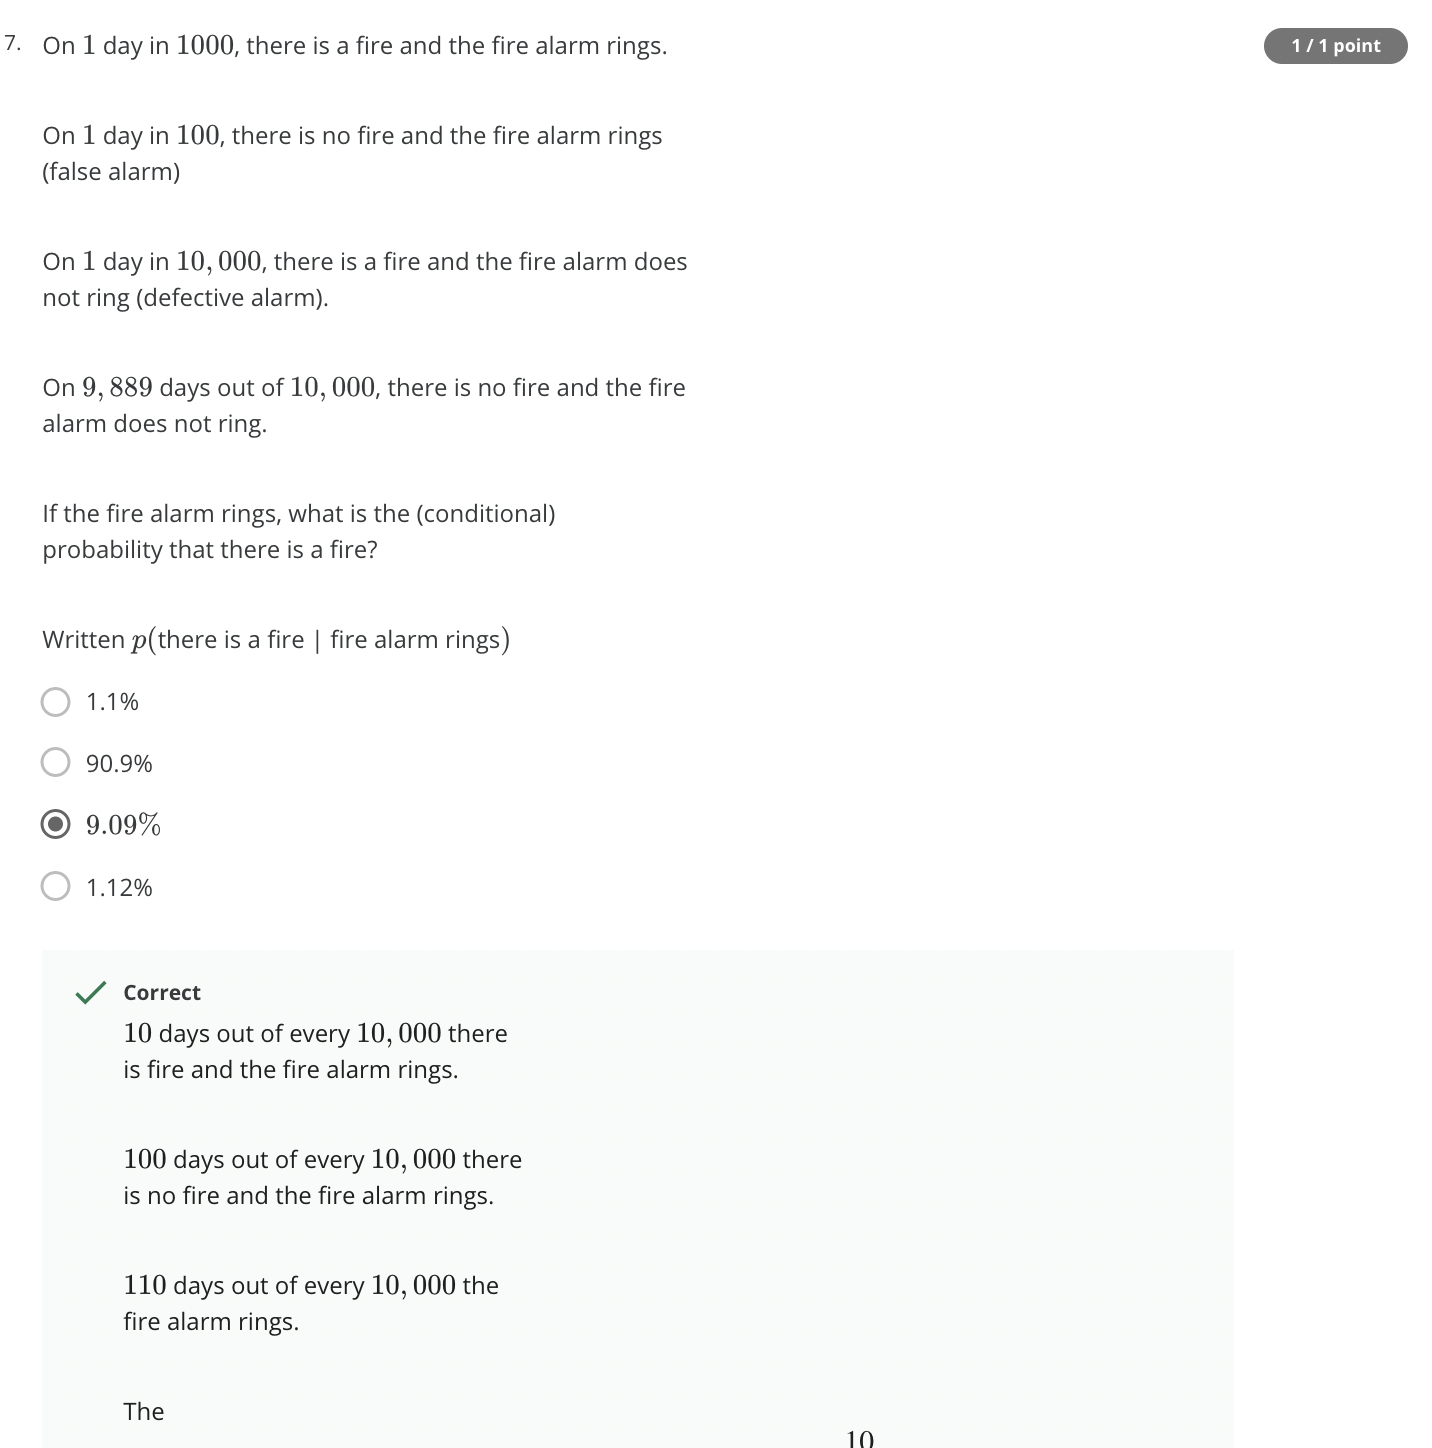 7. On 1 day in 1000, there is a fire and the fire alarm rings.
1 / 1 point
On 1 day in 100, there is no fire and the fire alarm rings
(false alarm)
On 1 day in 10, 000, there is a fire and the fire alarm does
not ring (defective alarm).
On 9, 889 days out of 10, 000, there is no fire and the fire
alarm does not ring.
If the fire alarm rings, what is the (conditional)
probability that there is a fire?
Written p(there is a fire | fire alarm rings)
1.1%
90.9%
9.09%
1.12%
Correct
10 days out of every 10, 000 there
is fire and the fire alarm rings.
100 days out of every 10, 000 there
is no fire and the fire alarm rings.
110 days out of every 10, 000 the
fire alarm rings.
The
10